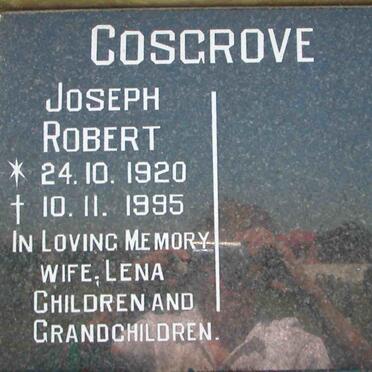 COSGROVE
JOSEPH
ROBERT
* 24.10.1920
† 10.11.1995
IN LOVING MEMORY
WIFE, LENA
CHILDREN AND
GRANDCHILDREN.